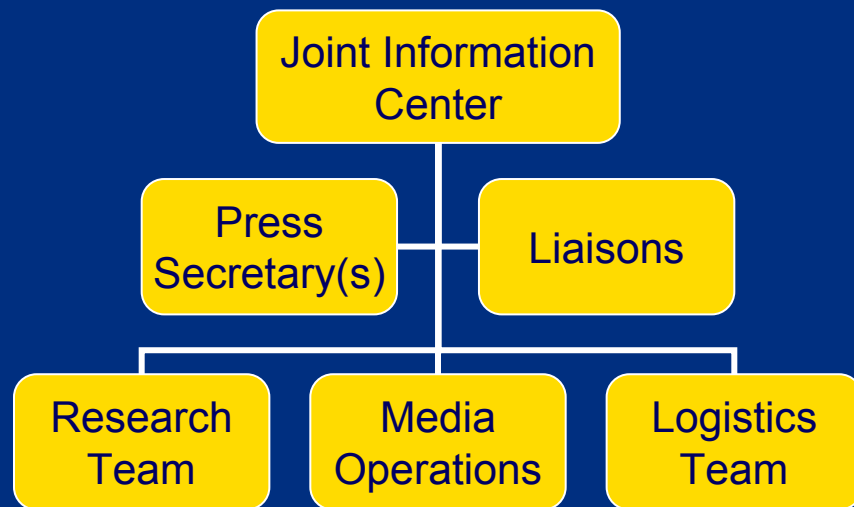 Joint Information
Center
Press
Secretary(s)
Liaisons
Research
Team
Media
Operations
Logistics
Team